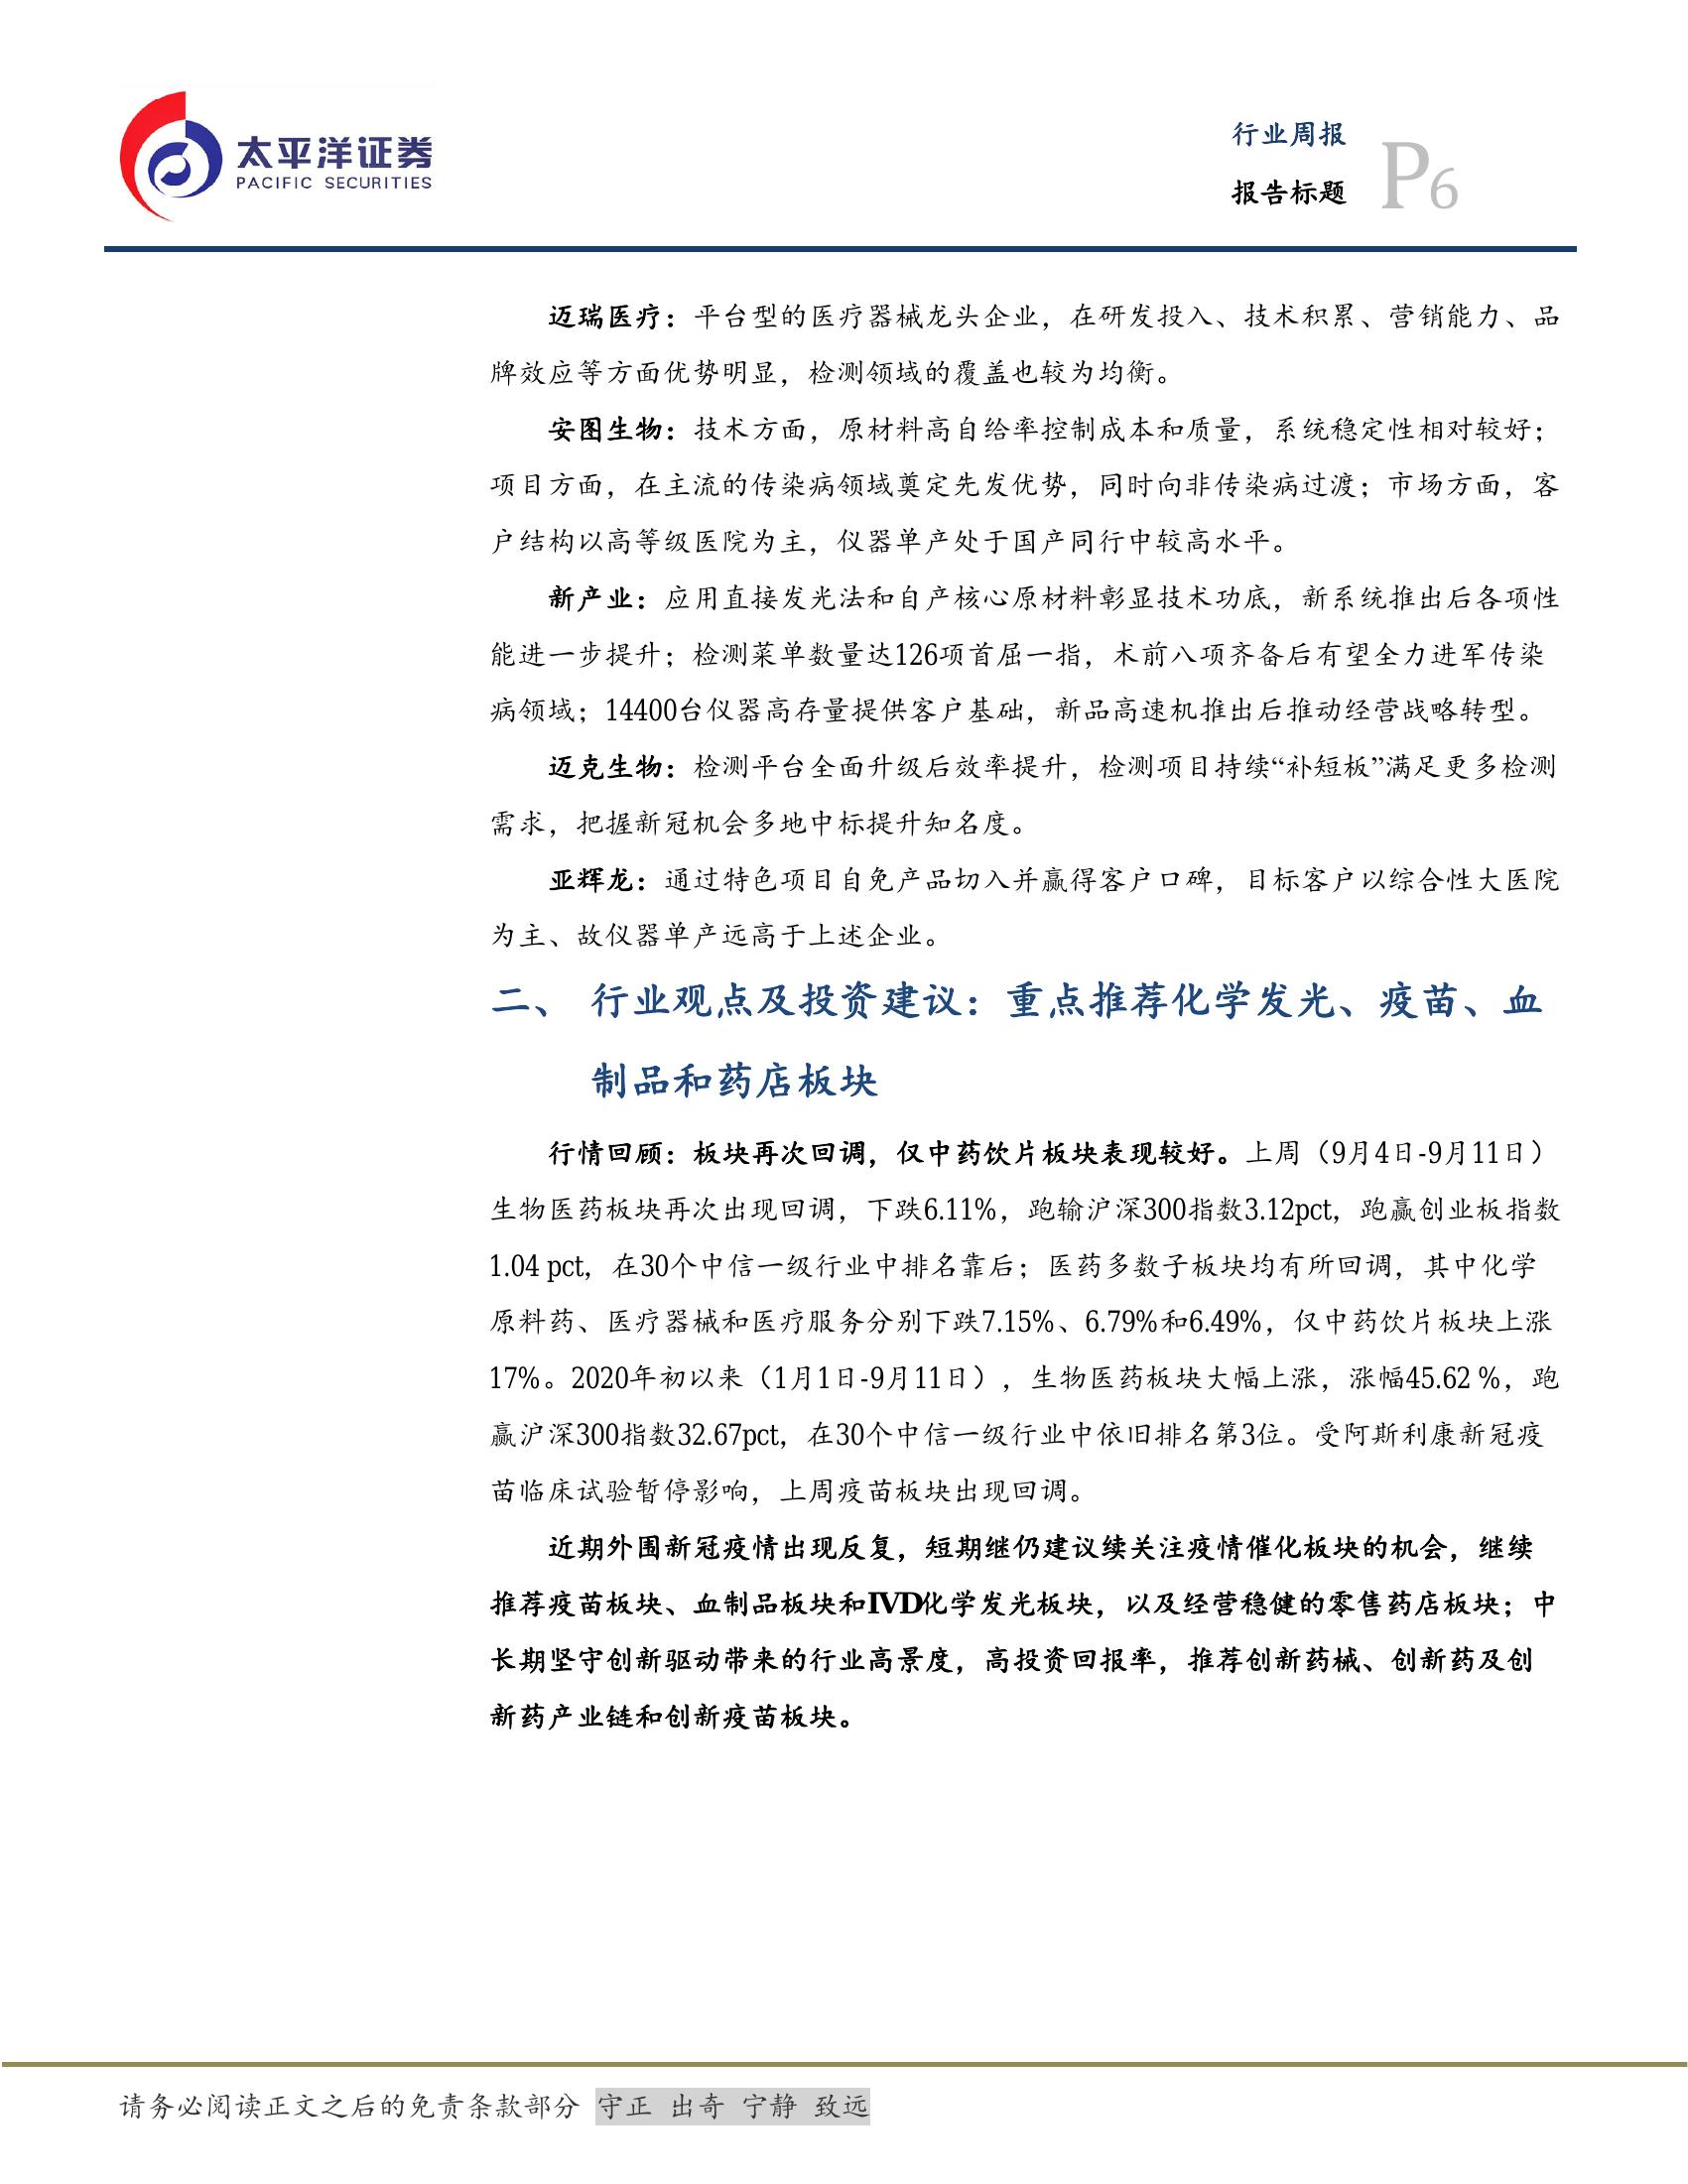 太平洋证券
PACIFIC SECURITIES
行业周报
报告标题
P6
迈瑞医疗：平台型的医疗器械龙头企业，在研发投入、技术积累、营销能力、品
牌效应等方面优势明显，检测领域的覆盖也较为均衡。
安图生物：技术方面，原材料高自给率控制成本和质量，系统稳定性相对较好；
项目方面，在主流的传染病领域奠定先发优势，同时向非传染病过渡；市场方面，客
户结构以高等级医院为主，仪器单产处于国产同行中较高水平。
新产业：应用直接发光法和自产核心原材料彰显技术功底，新系统推出后各项性
能进一步提升；检测菜单数量达126项首屈一指，术前八项齐备后有望全力进军传染
病领域；14400台仪器高存量提供客户基础，新品高速机推出后推动经营战略转型。
迈克生物：检测平台全面升级后效率提升，检测项目持续“补短板”满足更多检测
需求，把握新冠机会多地中标提升知名度。
亚辉龙：通过特色项目自免产品切入并赢得客户口碑，目标客户以综合性大医院
为主、故仪器单产远高于上述企业。
二、 行业观点及投资建议：重点推荐化学发光、疫苗、血
制品和药店板块
行情回顾：板块再次回调，仅中药饮片板块表现较好。上周（9月4日-9月11日）
生物医药板块再次出现回调，下跌6.11%，跑输沪深300指数3.12pct，跑赢创业板指数
1.04 pct，在30个中信一级行业中排名靠后；医药多数子板块均有所回调，其中化学
原料药、医疗器械和医疗服务分别下跌7.15%、6.79%和6.49%，仅中药饮片板块上涨
17%。2020年初以来（1月1日-9月11日），生物医药板块大幅上涨，涨幅45.62 %，跑
赢沪深300指数32.67pct，在30个中信一级行业中依旧排名第3位。受阿斯利康新冠疫
苗临床试验暂停影响，上周疫苗板块出现回调。
近期外围新冠疫情出现反复，短期继仍建议续关注疫情催化板块的机会，继续
推荐疫苗板块、血制品板块和IVD化学发光板块，以及经营稳健的零售药店板块；中
长期坚守创新驱动带来的行业高景度，高投资回报率，推荐创新药械、创新药及创
新药产业链和创新疫苗板块。
请务必阅读正文之后的免责条款部分 守正 出奇 宁静 致远